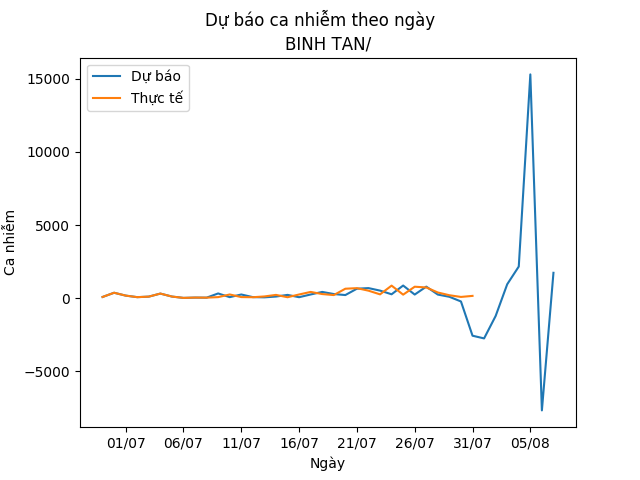 Dự báo ca nhiễm theo ngày
BINH TAN/
Dự báo
Thực tế
Ca nhiễm
15000
10000
5000
0
−5000
01/07 06/07 11/07 16/07 21/07 26/07 31/07 05/08
Ngày